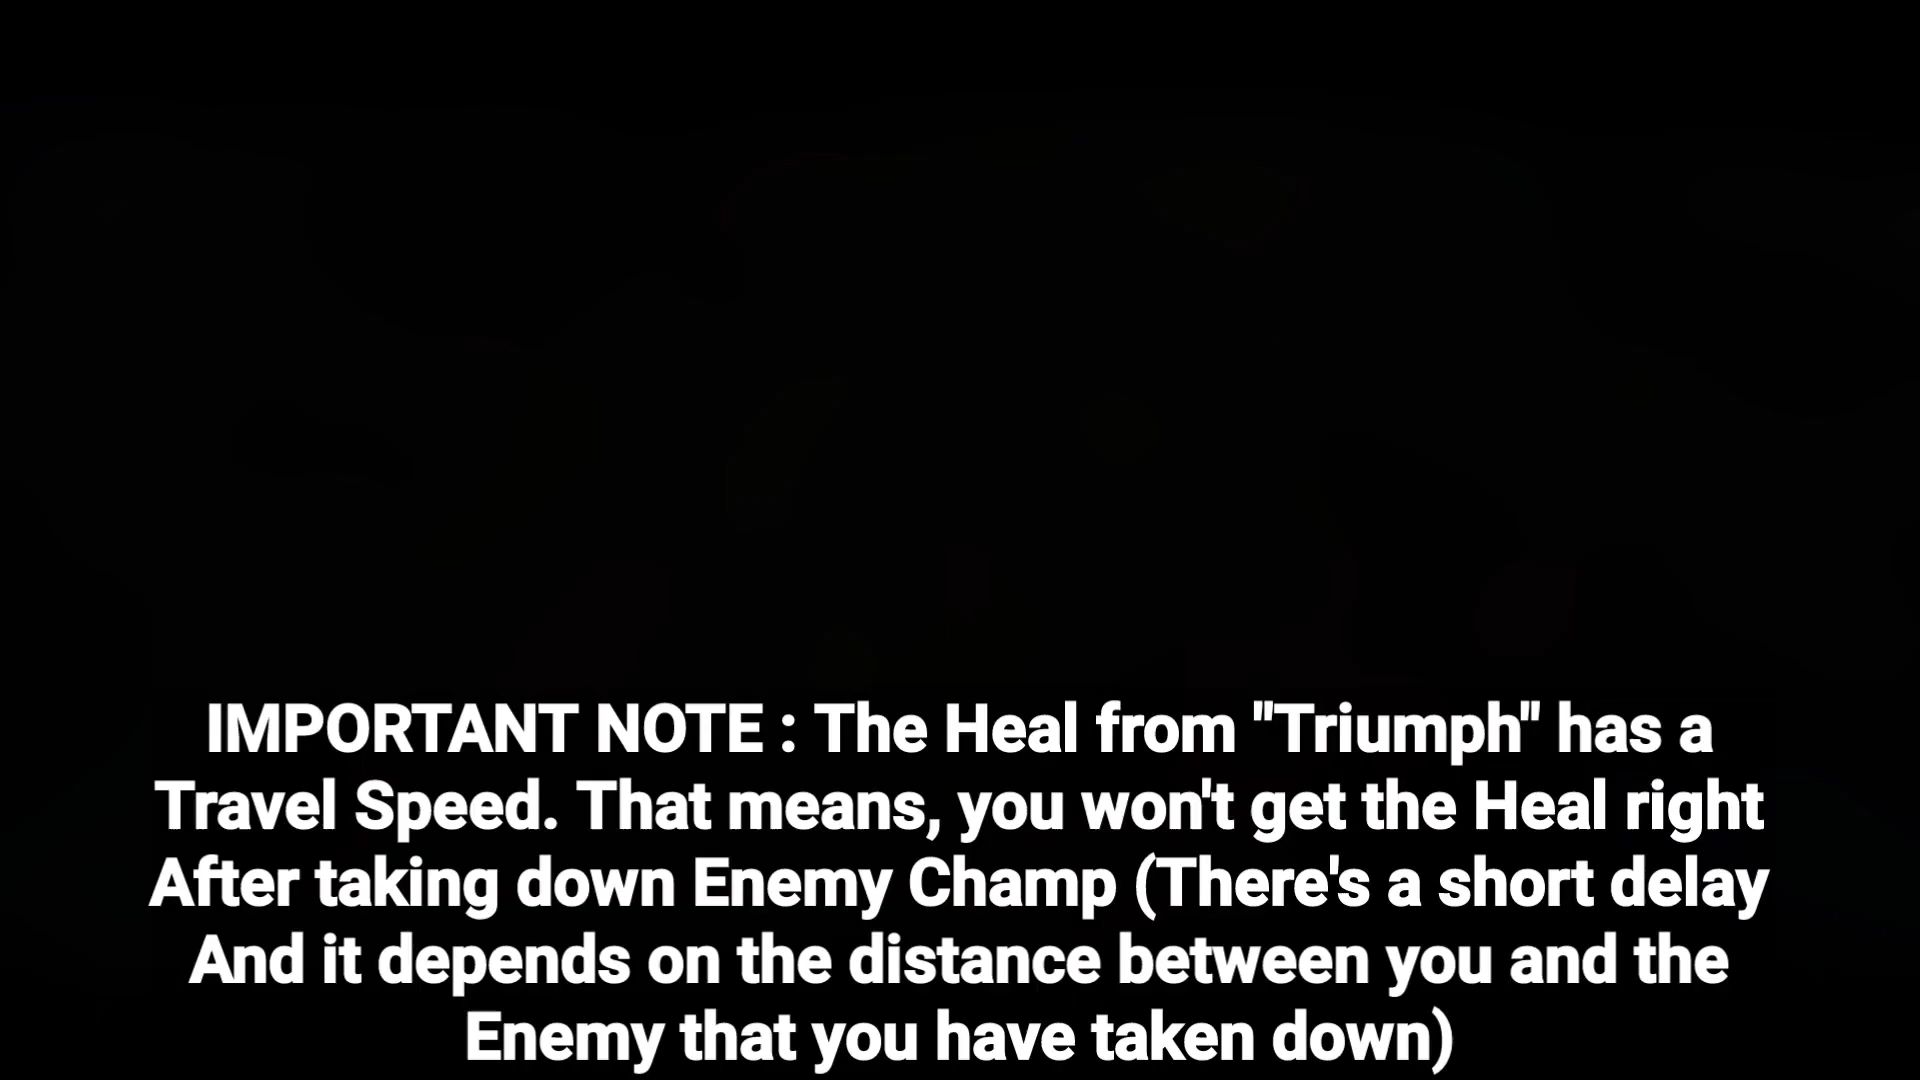 IMPORTANT NOTE : The Heal from "Triumph" has a
Travel Speed. That means, you won't get the Heal right
After taking down Enemy Champ (There's a short delay
And it depends on the distance between you and the
Enemy that you have taken down)